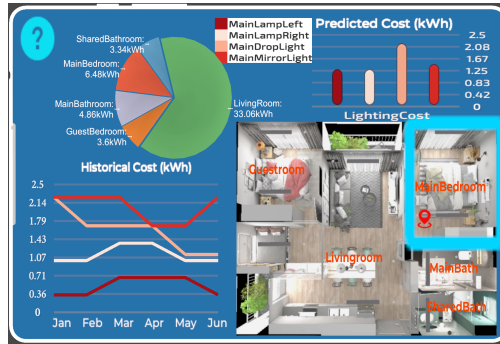 ?
SharedBathroom:
3.34kWh
MainBedroom:
6.48kWh
MainBathroom:
4.86kWh
GuestBedroom:
3.6kWh
LivingRoom:
33.06kWh
MainLampLeft
MainLampRight
MainDropLight
MainMirrorLight
Predicted Cost (kWh)
2.5
2.08
1.67
1.25
0.83
0.42
0
LightingCost
Historical Cost (kWh)
2.5
2.14
1.79
1.43
1.07
0.71
0.36
0
Jan Feb Mar Apr May Jun
Guestroom
MainBedroom
Livingroom
MainBath
SharedBath